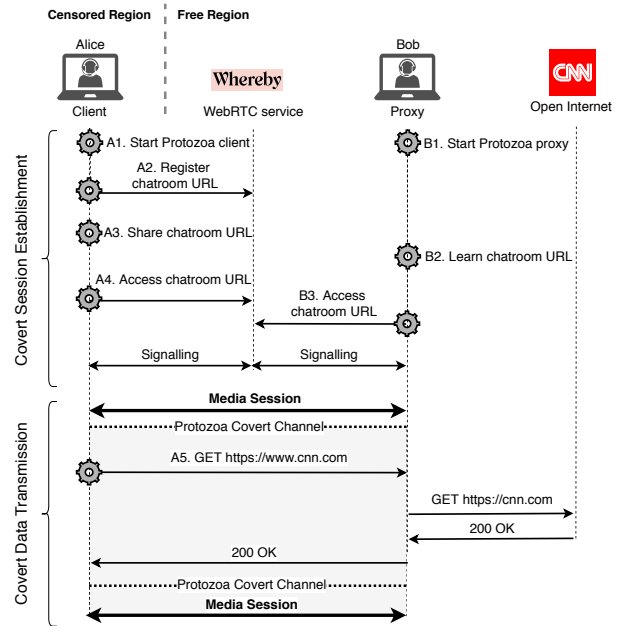 Censored Region
Free Region
Alice
Bob
Whereby
CNN
Client
WebRTC service
Proxy
Open Internet
Covert Session Establishment
A1. Start Protozoa client
B1. Start Protozoa proxy
A2. Register
chatroom URL
A3. Share chatroom URL
B2. Learn chatroom URL
A4. Access chatroom URL
B3. Access
chatroom URL
Signalling
Signalling
Covert Data Transmission
Media Session
Protozoa Covert Channel
A5. GET https://www.cnn.com
GET https://cnn.com
200 OK
200 OK
Protozoa Covert Channel
Media Session